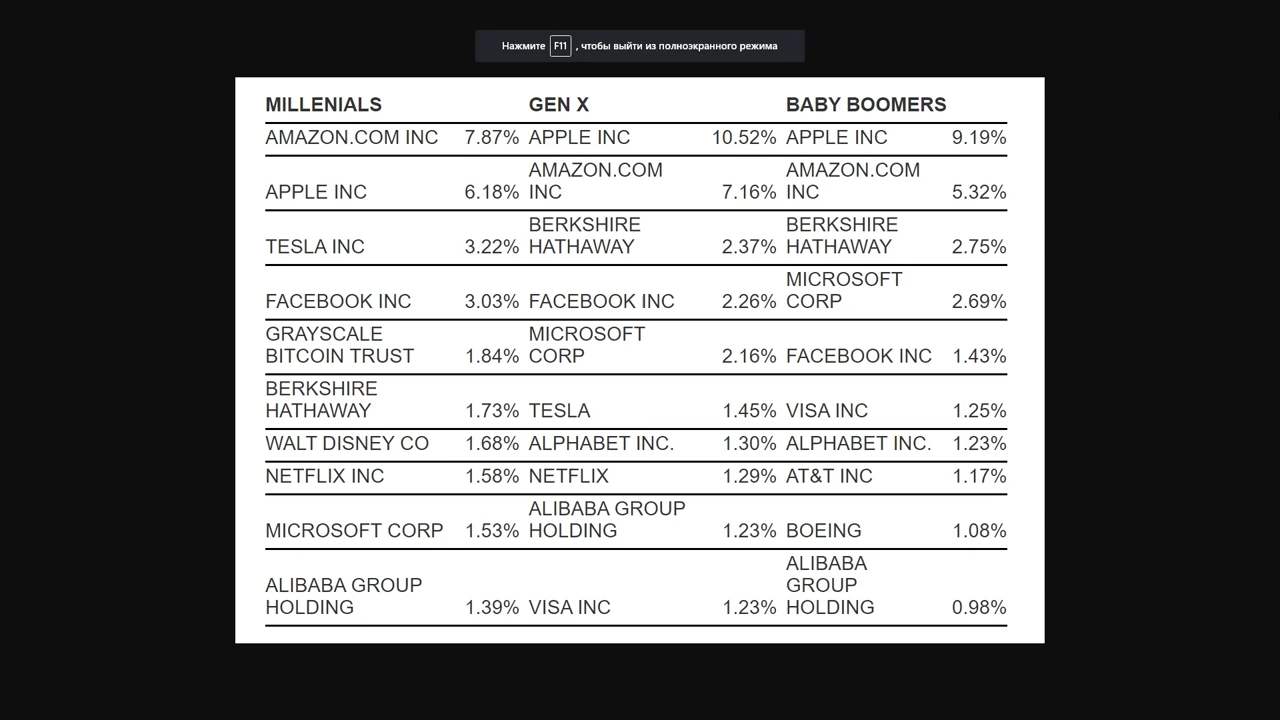 Нажмите F11 , чтобы выйти из полноэкранного режима
MILLENIALS GEN X BABY BOOMERS
AMAZON.COM INC 7.87% APPLE INC 10.52% APPLE INC 9.19%
AMAZON.COM AMAZON.COM
APPLE INC 6.18% INC 7.16% INC 5.32%
BERKSHIRE BERKSHIRE
TESLA INC 3.22% HATHAWAY 2.37% HATHAWAY 2.75%
MICROSOFT
FACEBOOK INC 3.03% FACEBOOK INC 2.26% CORP 2.69%
GRAYSCALE MICROSOFT
BITCOIN TRUST 1.84% CORP 2.16% FACEBOOK INC 1.43%
BERKSHIRE
HATHAWAY 1.73% TESLA 1.45% VISA INC 1.25%
WALT DISNEY CO 1.68% ALPHABET INC. 1.30% ALPHABET INC. 1.23%
NETFLIX INC 1.58% NETFLIX 1.29% AT&T INC 1.17%
ALIBABA GROUP
MICROSOFT CORP 1.53% HOLDING 1.23% BOEING 1.08%
ALIBABA
ALIBABA GROUP GROUP
HOLDING 1.39% VISA INC 1.23% HOLDING 0.98%